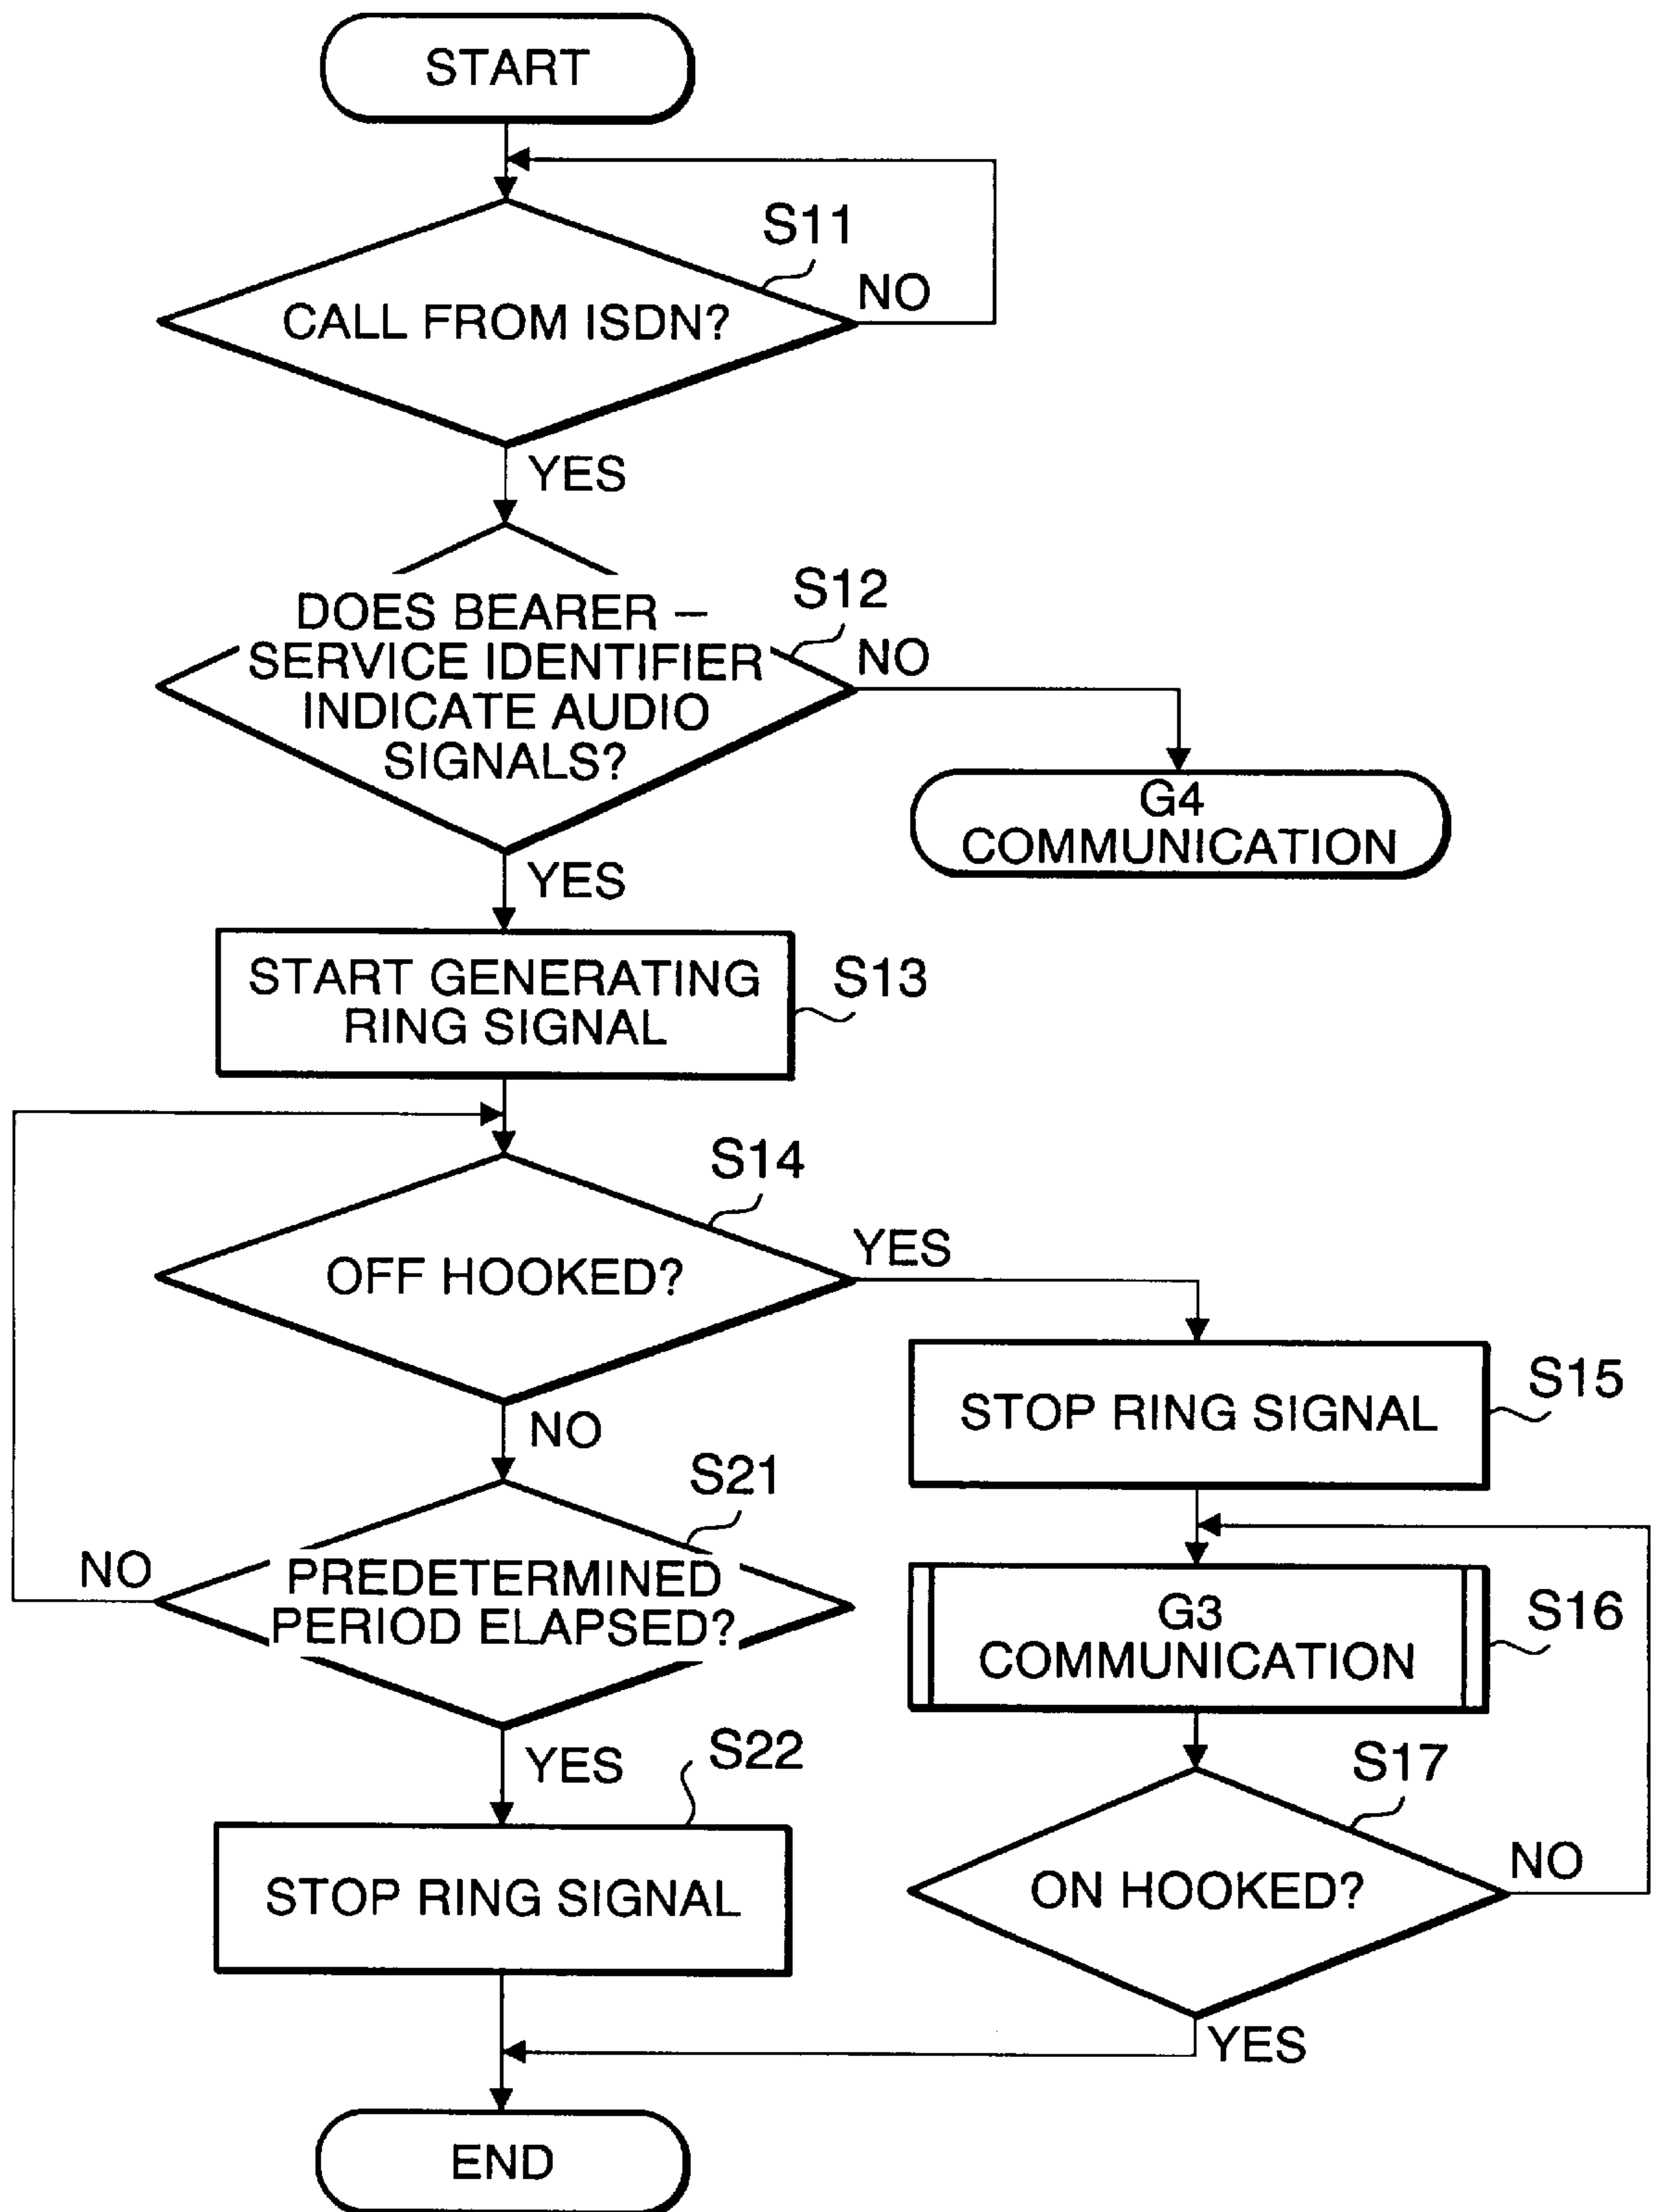 START
S11
CALL FROM ISDN?
NO
YES
S12
DOES BEARER –
SERVICE IDENTIFIER
INDICATE AUDIO
SIGNALS?
NO
G4
COMMUNICATION
YES
START GENERATING
RING SIGNAL
S13
S14
OFF HOOKED?
YES
STOP RING SIGNAL
S15
NO
S21
PREDETERMINED
PERIOD ELAPSED?
NO
G3
COMMUNICATION
S16
YES
S22
STOP RING SIGNAL
S17
ON HOOKED?
NO
YES
END